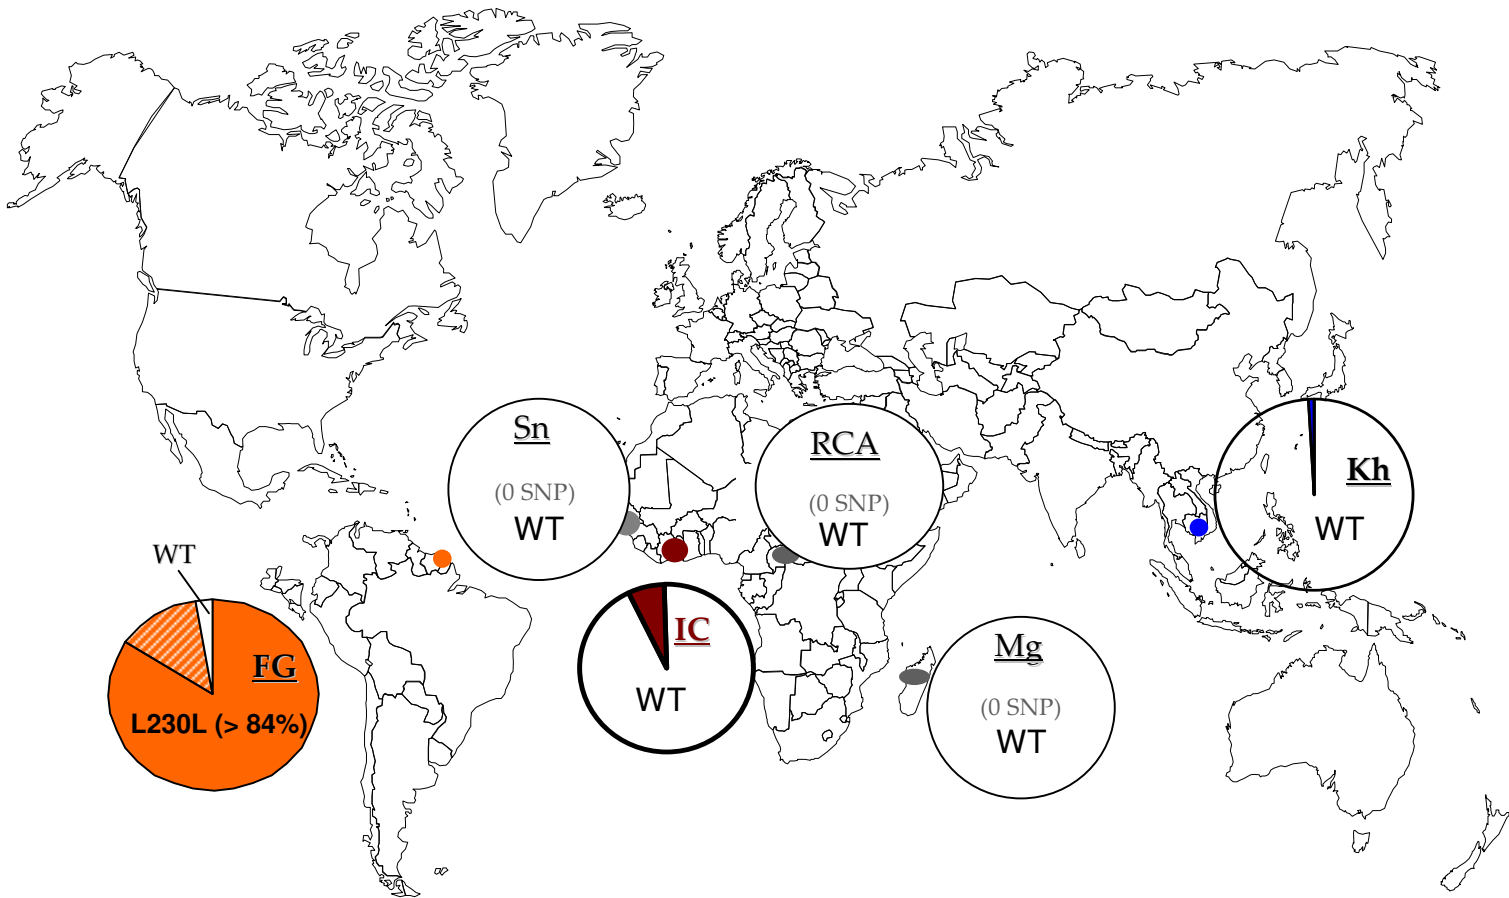 Sn
(0 SNP)
WT
RCA
(0 SNP)
WT
Kh
WT
WT
FG
L230L (> 84%)
IC
WT
Mg
(0 SNP)
WT